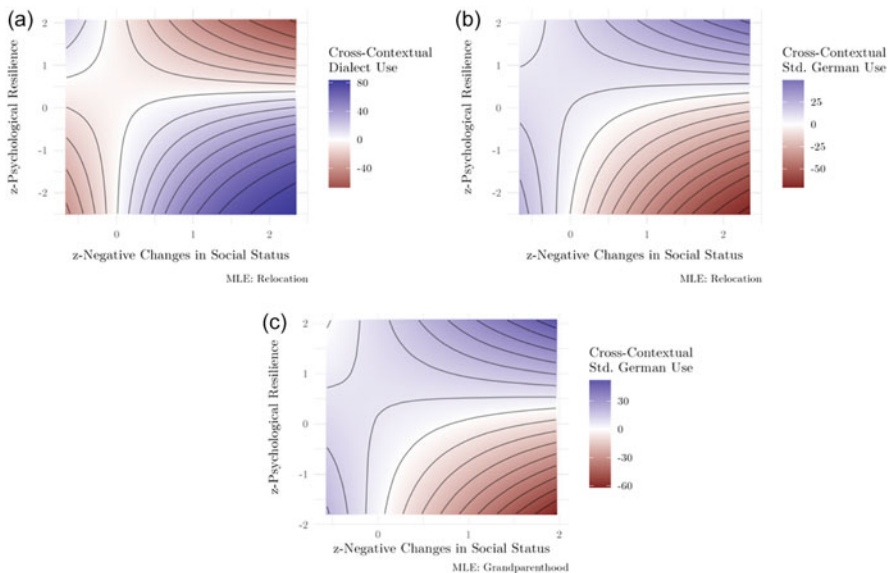 (a)
z-Psychological Resilience
2
1
0
-1
-2
0
1
2
z-Negative Changes in Social Status
MLE: Relocation
Cross-Contextual
Dialect Use
80
40
0
-40
(b)
z-Psychological Resilience
2
1
0
-1
-2
0
1
2
z-Negative Changes in Social Status
MLE: Relocation
Cross-Contextual
Std. German Use
25
0
-25
-50
(c)
z-Psychological Resilience
2
1
0
-1
-2
0
1
2
z-Negative Changes in Social Status
MLE: Grandparenthood
Cross-Contextual
Std. German Use
30
0
-30
-60